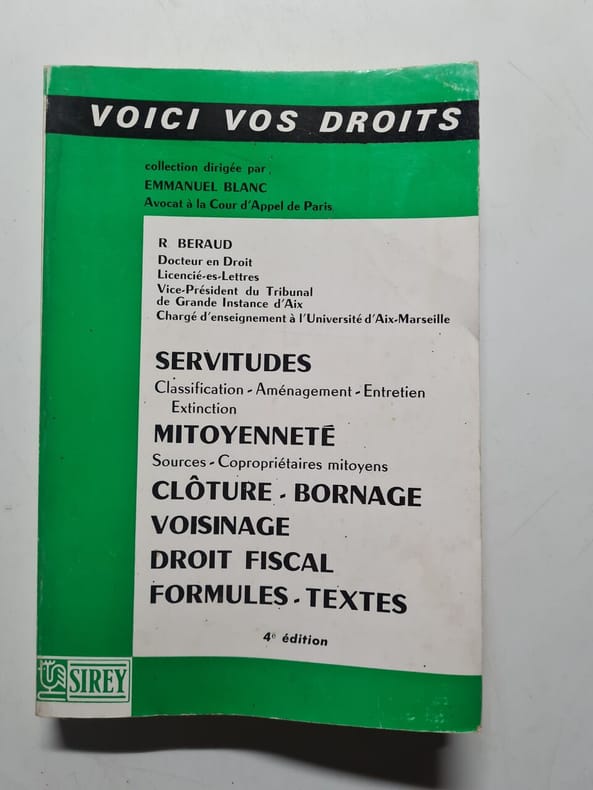 VOICI VOS DROITS
collection dirigée par
EMMANUEL BLANC
Avocat à la Cour d'Appel de Paris
R. BERAUD
Docteur en Droit
Licencié-es-Lettres
Vice-Président du Tribunal
de Grande Instance d'Aix
Chargé d'enseignement à l'Université d'Aix-Marseille
SERVITUDES
Classification - Aménagement - Entretien
Extinction
MITOYENNETÉ
Sources - Copropriétaires mitoyens
CLÔTURE - BORNAGE
VOISINAGE
DROIT FISCAL
FORMULES - TEXTES
4e édition
SIREY